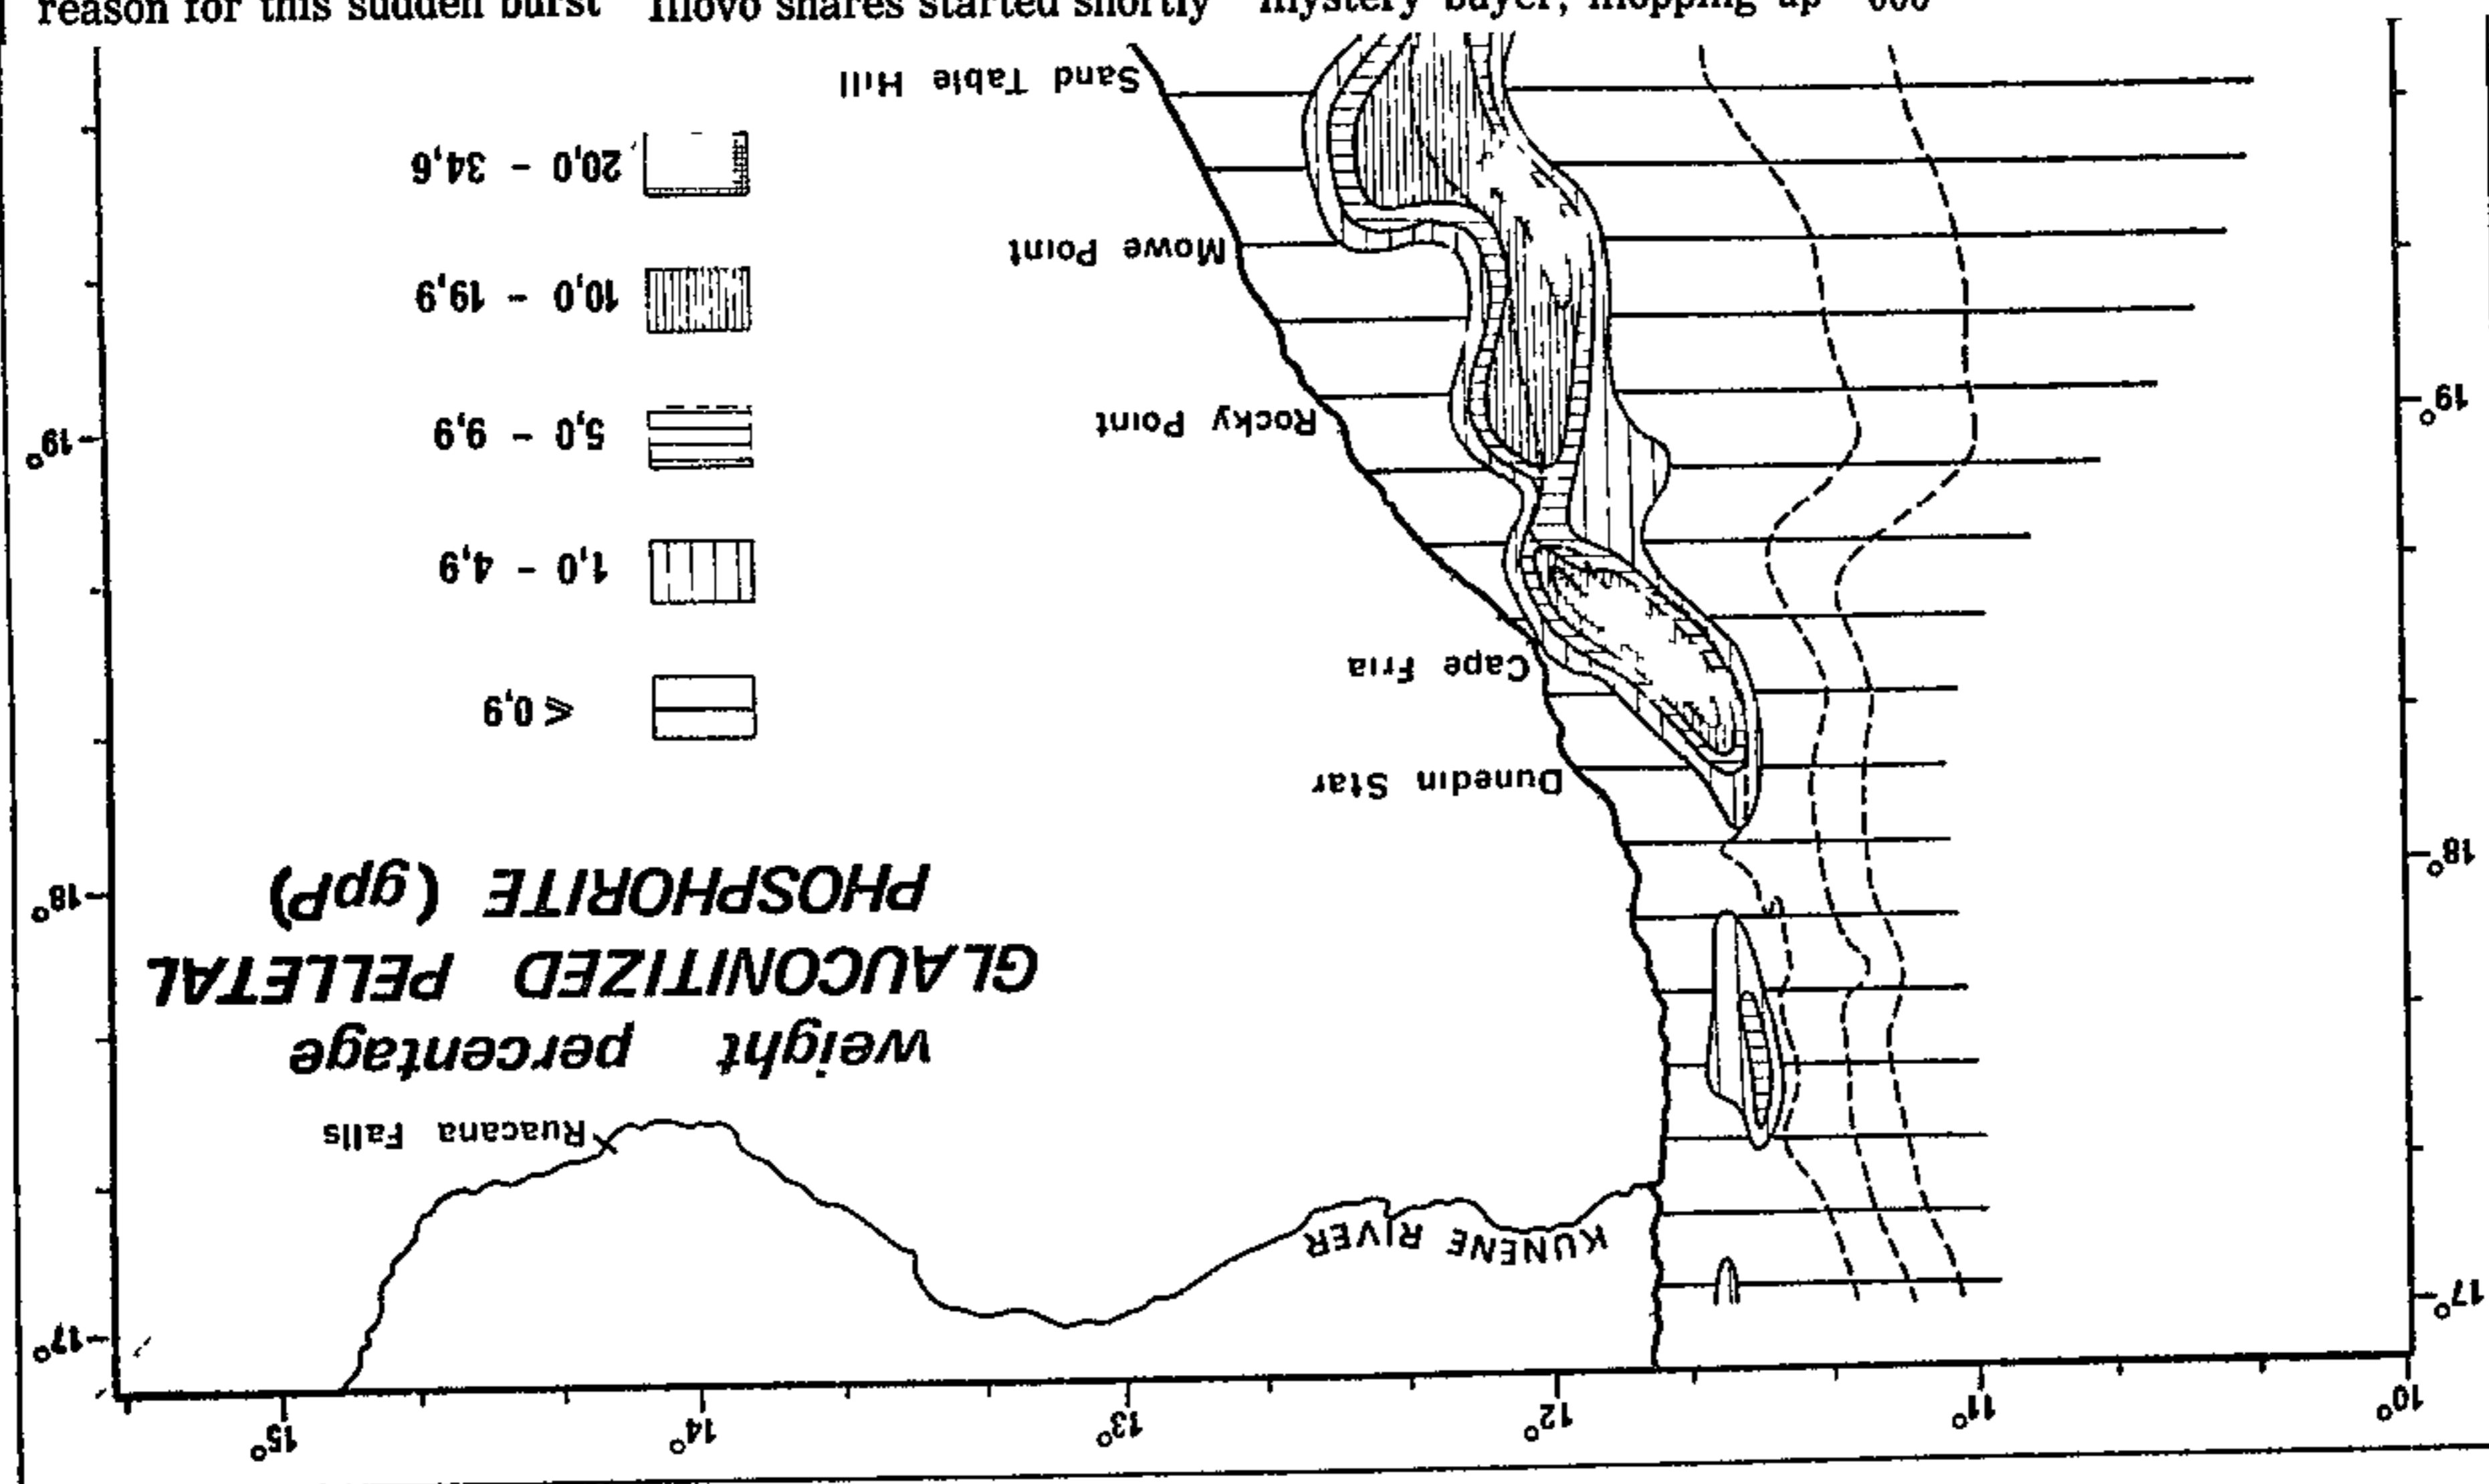 reason for this sudden burst
Illovo shares started shortly
mystery buyer, mopping up
10°
11°
12°
13°
14°
15°
17°
17°
KUNENE RIVER
Ruacana Falls
weight percentage
GLAUCONITIZED PELLETAL
PHOSPHORITE (gpP)
18°
18°
Dunedin Star
⩽ 0,9
Cape Fria
1,0 - 4,9
5,0 - 9,9
19°
19°
Rocky Point
10,0 - 19,9
Mowe Point
20,0 - 34,6
Sand Table Hill